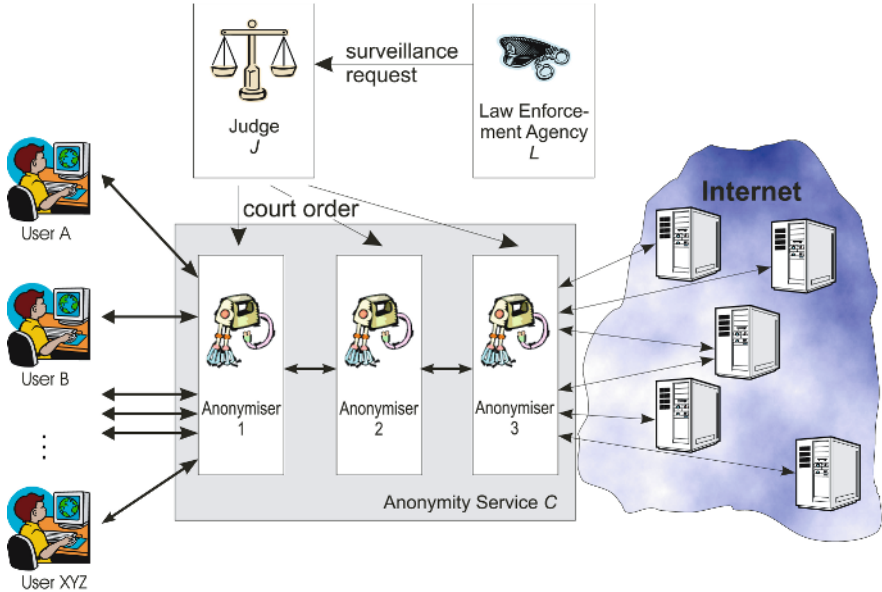 surveillance
request
Judge
J
Law Enforce-
ment Agency
L
court order
Internet
User A
User B
⋮
User XYZ
Anonymiser
1
Anonymiser
2
Anonymiser
3
Anonymity Service C